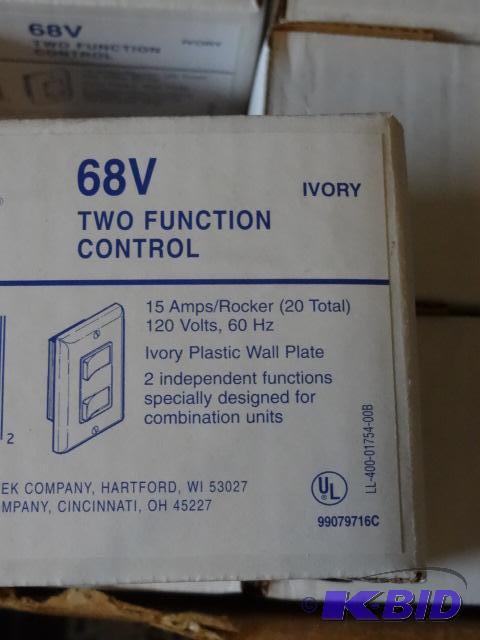 68V
TWO FUNCTION
CONTROL
IVORY
68V
IVORY
TWO FUNCTION
CONTROL
15 Amps/Rocker (20 Total)
120 Volts, 60 Hz
Ivory Plastic Wall Plate
2 independent functions
specially designed for
combination units
2
EK COMPANY, HARTFORD, WI 53027
MPANY, CINCINNATI, OH 45227
UL
99079716C
LL-400-01754-00B
© K-BID